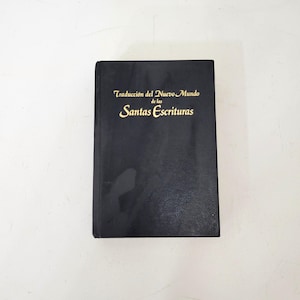 Traducción del Nuevo Mundo
de las
Santas Escrituras